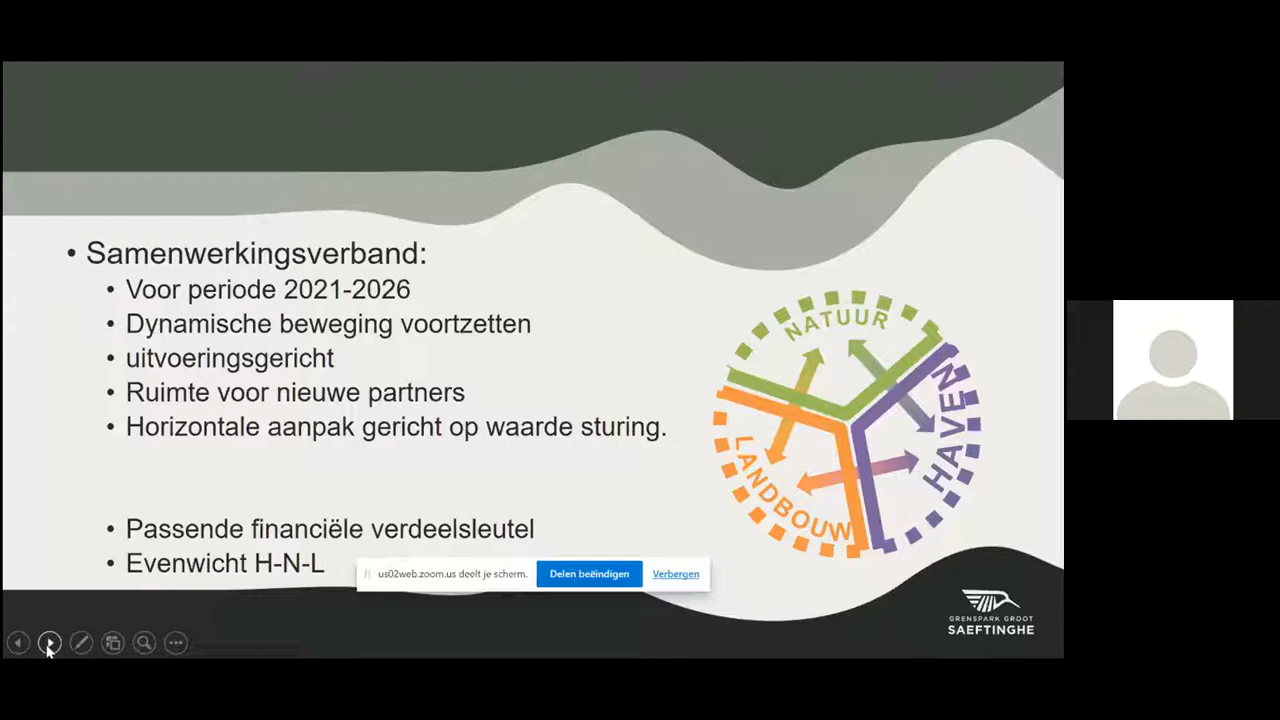 Samenwerkingsverband:
Voor periode 2021-2026
Dynamische beweging voortzetten
uitvoeringsgericht
Ruimte voor nieuwe partners
Horizontale aanpak gericht op waarde sturing.
Passende financiële verdeelsleutel
Evenwicht H-N-L
NATUUR
HAVEN
LANDBOUW
us02web.zoom.us deelt je scherm. Delen beëindigen Verbergen
GRENSPARK GROOT
SAEFTINGHE